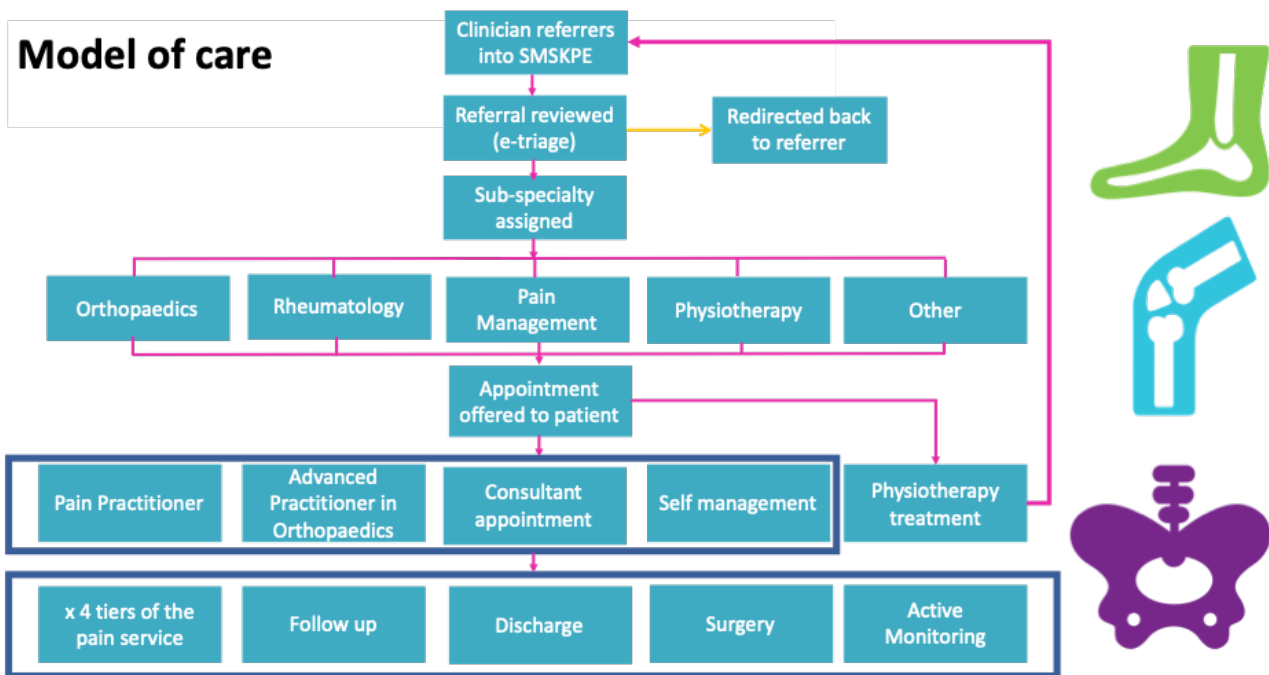 Model of care
Clinician referrers
into SMSKPE
Referral reviewed
(e-triage)
Redirected back
to referrer
Sub-specialty
assigned
Orthopaedics
Rheumatology
Pain
Management
Physiotherapy
Other
Appointment
offered to patient
Pain Practitioner
Advanced
Practitioner in
Orthopaedics
Consultant
appointment
Self management
Physiotherapy
treatment
x 4 tiers of the
pain service
Follow up
Discharge
Surgery
Active
Monitoring